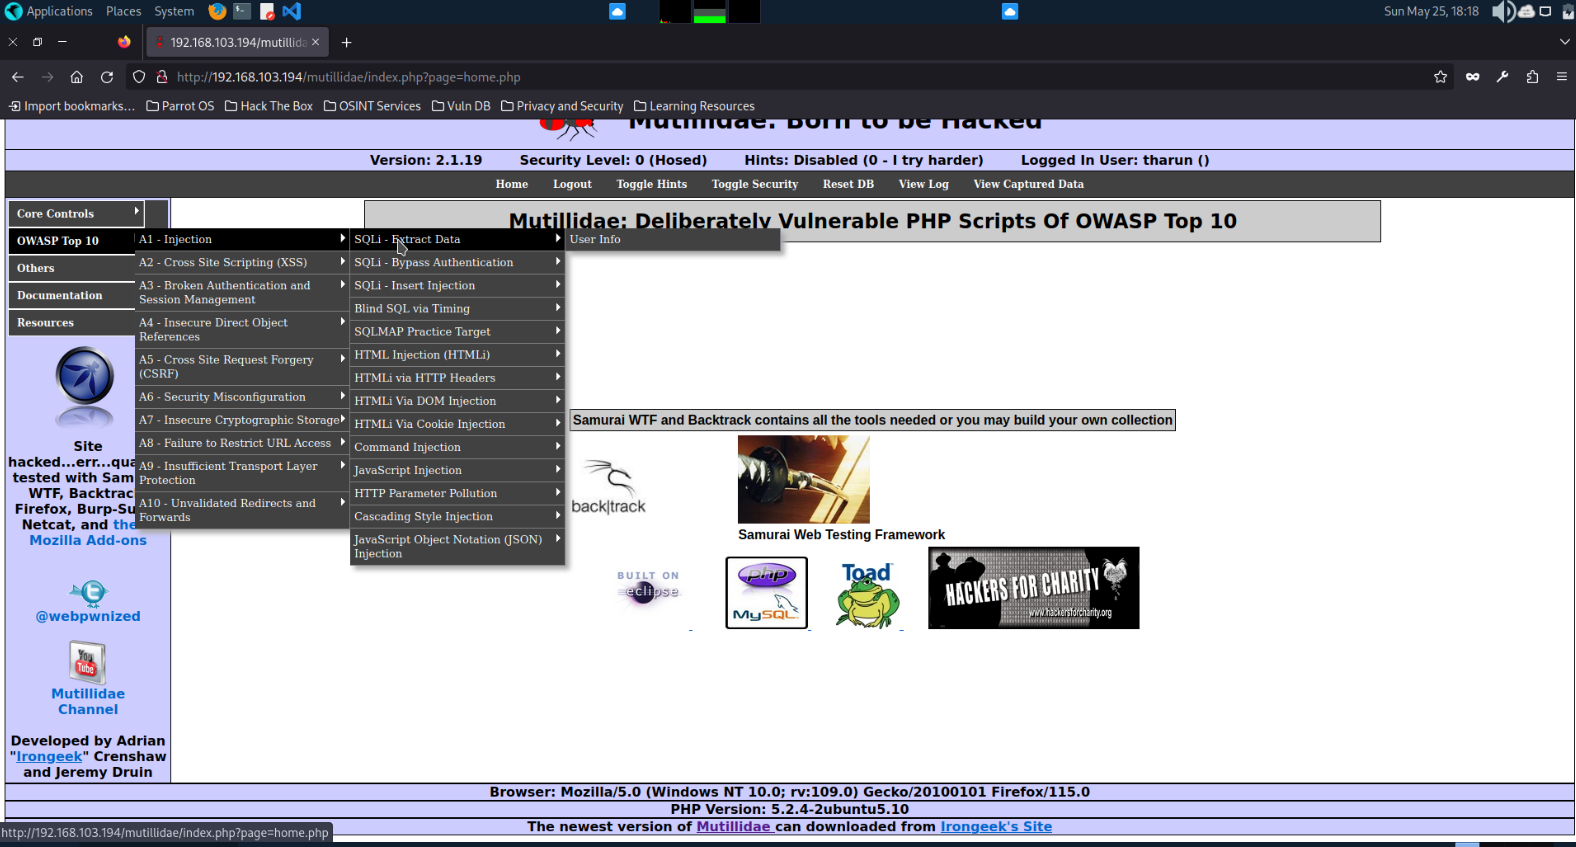 Applications Places System
Sun May 25, 18:18
192.168.103.194/mutillida
http://192.168.103.194/mutillidae/index.php?page=home.php
Import bookmarks... Parrot OS Hack The Box OSINT Services Vuln DB Privacy and Security Learning Resources
Mutillidae: Born to be Hacked
Version: 2.1.19 Security Level: 0 (Hosed) Hints: Disabled (0 - I try harder) Logged In User: tharun ()
Home Logout Toggle Hints Toggle Security Reset DB View Log View Captured Data
Core Controls
OWASP Top 10
Others
Documentation
Resources
Mutillidae: Deliberately Vulnerable PHP Scripts Of OWASP Top 10
A1 - Injection
A2 - Cross Site Scripting (XSS)
A3 - Broken Authentication and
Session Management
A4 - Insecure Direct Object
References
A5 - Cross Site Request Forgery
(CSRF)
A6 - Security Misconfiguration
A7 - Insecure Cryptographic Storage
A8 - Failure to Restrict URL Access
A9 - Insufficient Transport Layer
Protection
A10 - Unvalidated Redirects and
Forwards
SQLi - Extract Data
SQLi - Bypass Authentication
SQLi - Insert Injection
Blind SQL via Timing
SQLMAP Practice Target
HTML Injection (HTMLi)
HTMLi via HTTP Headers
HTMLi Via DOM Injection
HTMLi Via Cookie Injection
Command Injection
JavaScript Injection
HTTP Parameter Pollution
Cascading Style Injection
JavaScript Object Notation (JSON)
Injection
User Info
Site
hacked...err...qua
tested with Sam
WTF, Backtrac
Firefox, Burp-Su
Netcat, and the
Mozilla Add-ons
@webpwnized
You
Tube
Mutillidae
Channel
Developed by Adrian
"Irongeek" Crenshaw
and Jeremy Druin
Samurai WTF and Backtrack contains all the tools needed or you may build your own collection
back|track
Samurai Web Testing Framework
BUILT ON
eclipse
php
MySQL
Toad
HACKERS FOR CHARITY
www.hackersforcharity.org
Browser: Mozilla/5.0 (Windows NT 10.0; rv:109.0) Gecko/20100101 Firefox/115.0
PHP Version: 5.2.4-2ubuntu5.10
The newest version of Mutillidae can downloaded from Irongeek's Site
http://192.168.103.194/mutillidae/index.php?page=home.php